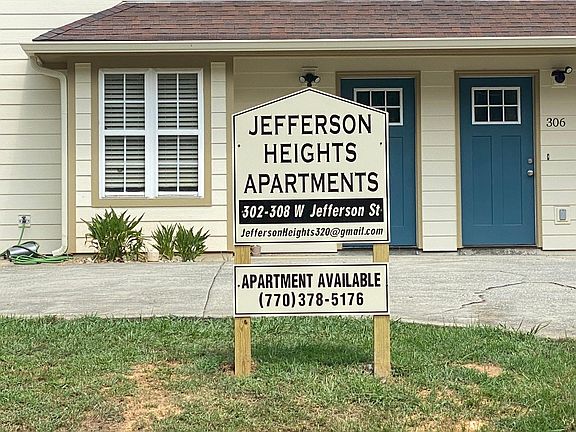 JEFFERSON
HEIGHTS
APARTMENTS
302-308 W Jefferson St
JeffersonHeights320@gmail.com
APARTMENT AVAILABLE
(770)378-5176
306